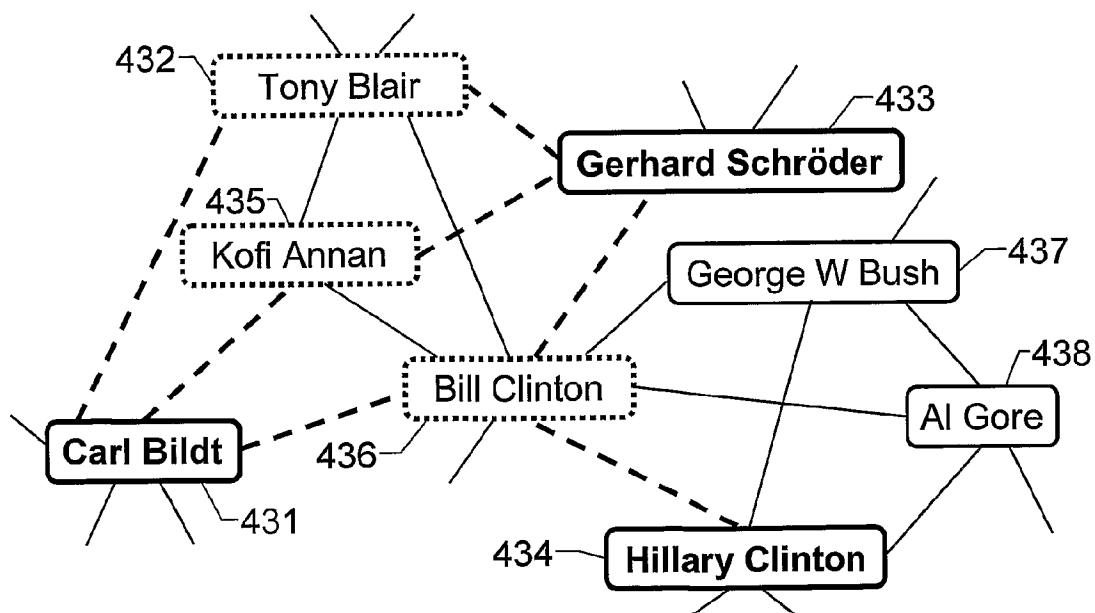 432
Tony Blair
433
Gerhard Schröder
435
Kofi Annan
George W Bush
437
438
Bill Clinton
Al Gore
436
Carl Bildt
431
434
Hillary Clinton